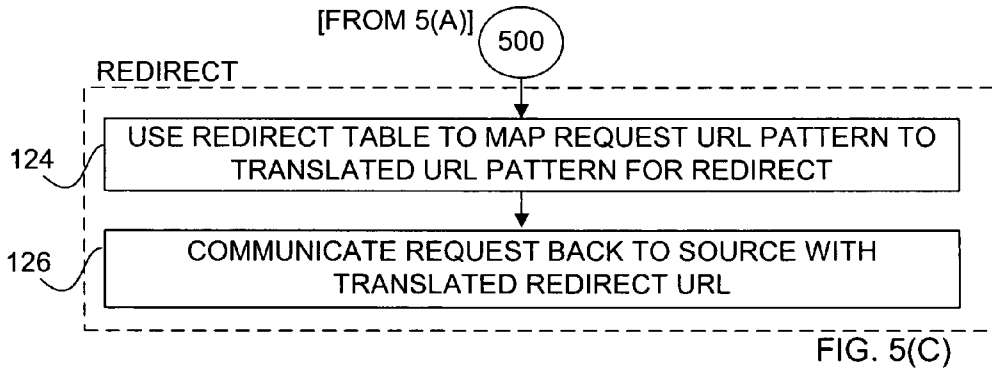 [FROM 5(A)]
500
REDIRECT
124
USE REDIRECT TABLE TO MAP REQUEST URL PATTERN TO
TRANSLATED URL PATTERN FOR REDIRECT
126
COMMUNICATE REQUEST BACK TO SOURCE WITH
TRANSLATED REDIRECT URL
FIG. 5(C)